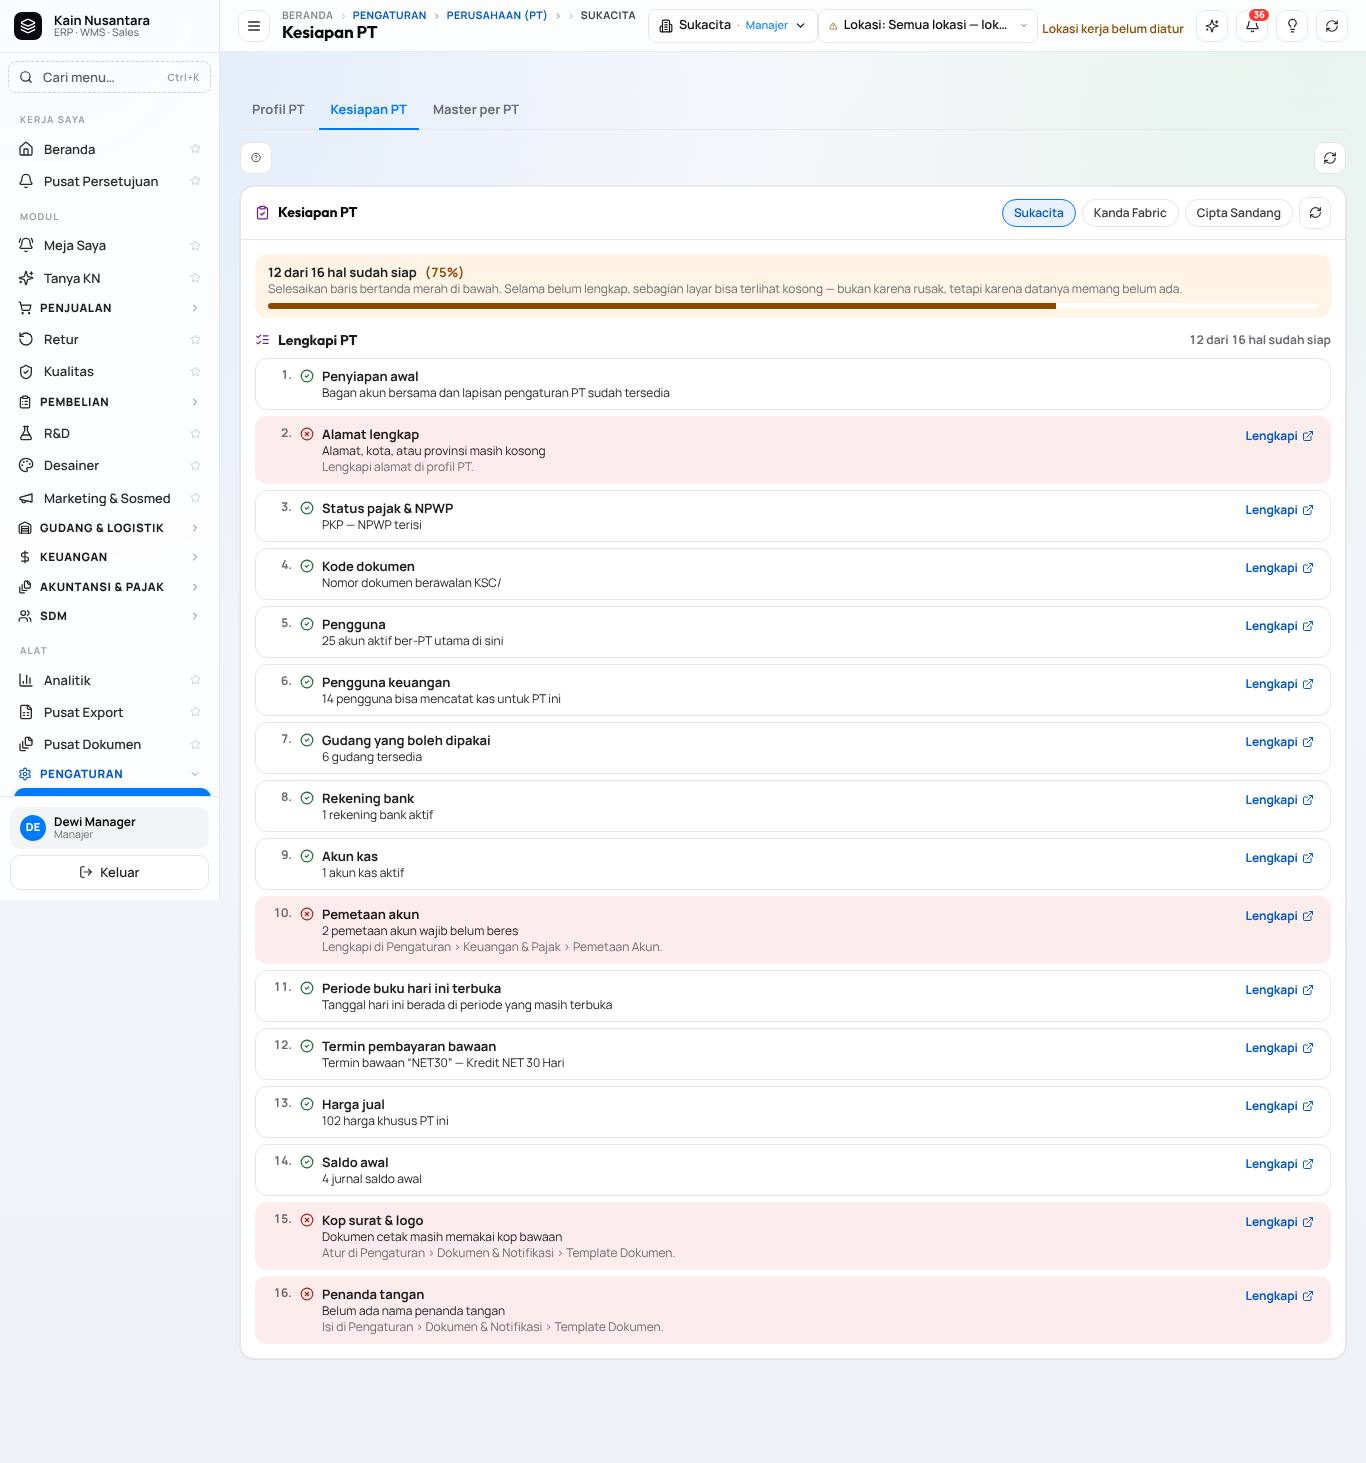 Kain Nusantara
ERP · WMS · Sales
Cari menu...
Ctrl+K
KERJA SAYA
Beranda
Pusat Persetujuan
MODUL
Meja Saya
Tanya KN
PENJUALAN
Retur
Kualitas
PEMBELIAN
R&D
Desainer
Marketing & Sosmed
GUDANG & LOGISTIK
KEUANGAN
AKUNTANSI & PAJAK
SDM
ALAT
Analitik
Pusat Export
Pusat Dokumen
PENGATURAN
DE
Dewi Manager
Manajer
Keluar
BERANDA > PENGATURAN > PERUSAHAAN (PT) > > SUKACITA
Kesiapan PT
Sukacita · Manajer
Lokasi: Semua lokasi — lok...
Lokasi kerja belum diatur
36
Profil PT
Kesiapan PT
Master per PT
Kesiapan PT
Sukacita
Kanda Fabric
Cipta Sandang
12 dari 16 hal sudah siap (75%)
Selesaikan baris bertanda merah di bawah. Selama belum lengkap, sebagian layar bisa terlihat kosong — bukan karena rusak, tetapi karena datanya memang belum ada.
Lengkapi PT
12 dari 16 hal sudah siap
1. Penyiapan awal
Bagan akun bersama dan lapisan pengaturan PT sudah tersedia
2. Alamat lengkap
Lengkapi
Alamat, kota, atau provinsi masih kosong
Lengkapi alamat di profil PT.
3. Status pajak & NPWP
Lengkapi
PKP — NPWP terisi
4. Kode dokumen
Lengkapi
Nomor dokumen berawalan KSC/
5. Pengguna
Lengkapi
25 akun aktif ber-PT utama di sini
6. Pengguna keuangan
Lengkapi
14 pengguna bisa mencatat kas untuk PT ini
7. Gudang yang boleh dipakai
Lengkapi
6 gudang tersedia
8. Rekening bank
Lengkapi
1 rekening bank aktif
9. Akun kas
Lengkapi
1 akun kas aktif
10. Pemetaan akun
Lengkapi
2 pemetaan akun wajib belum beres
Lengkapi di Pengaturan > Keuangan & Pajak > Pemetaan Akun.
11. Periode buku hari ini terbuka
Lengkapi
Tanggal hari ini berada di periode yang masih terbuka
12. Termin pembayaran bawaan
Lengkapi
Termin bawaan “NET30” — Kredit NET 30 Hari
13. Harga jual
Lengkapi
102 harga khusus PT ini
14. Saldo awal
Lengkapi
4 jurnal saldo awal
15. Kop surat & logo
Lengkapi
Dokumen cetak masih memakai kop bawaan
Atur di Pengaturan > Dokumen & Notifikasi > Template Dokumen.
16. Penanda tangan
Lengkapi
Belum ada nama penanda tangan
Isi di Pengaturan > Dokumen & Notifikasi > Template Dokumen.